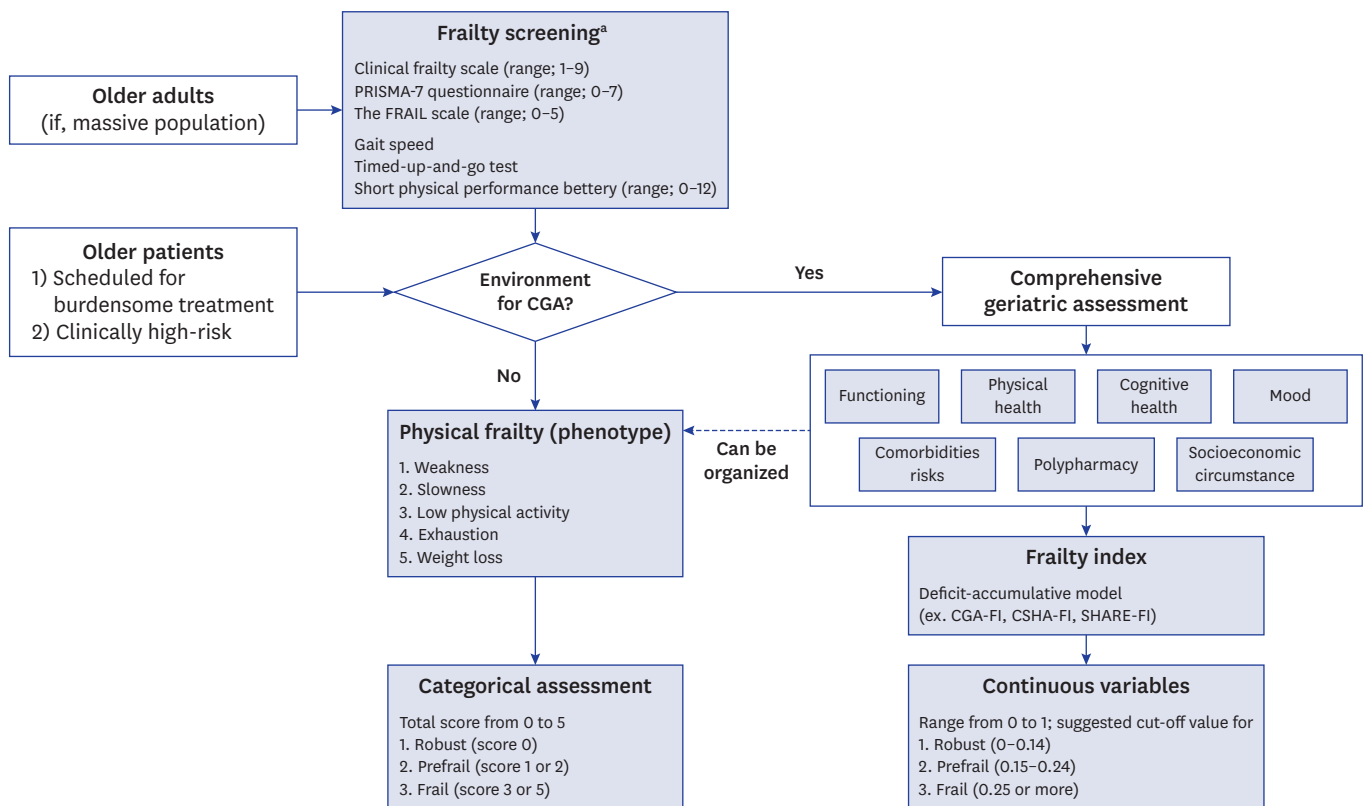 Frailty screeninga
Clinical frailty scale (range; 1–9)
PRISMA-7 questionnaire (range; 0–7)
The FRAIL scale (range; 0–5)
Gait speed
Timed-up-and-go test
Short physical performance bettery (range; 0–12)
Older adults
(if, massive population)
Older patients
1) Scheduled for
burdensome treatment
2) Clinically high-risk
Environment
for CGA?
Yes
Comprehensive
geriatric assessment
No
Functioning
Physical
health
Cognitive
health
Mood
Comorbidities
risks
Polypharmacy
Socioeconomic
circumstance
Can be
organized
Physical frailty (phenotype)
1. Weakness
2. Slowness
3. Low physical activity
4. Exhaustion
5. Weight loss
Frailty index
Deficit-accumulative model
(ex. CGA-FI, CSHA-FI, SHARE-FI)
Categorical assessment
Total score from 0 to 5
1. Robust (score 0)
2. Prefrail (score 1 or 2)
3. Frail (score 3 or 5)
Continuous variables
Range from 0 to 1; suggested cut-off value for
1. Robust (0–0.14)
2. Prefrail (0.15–0.24)
3. Frail (0.25 or more)